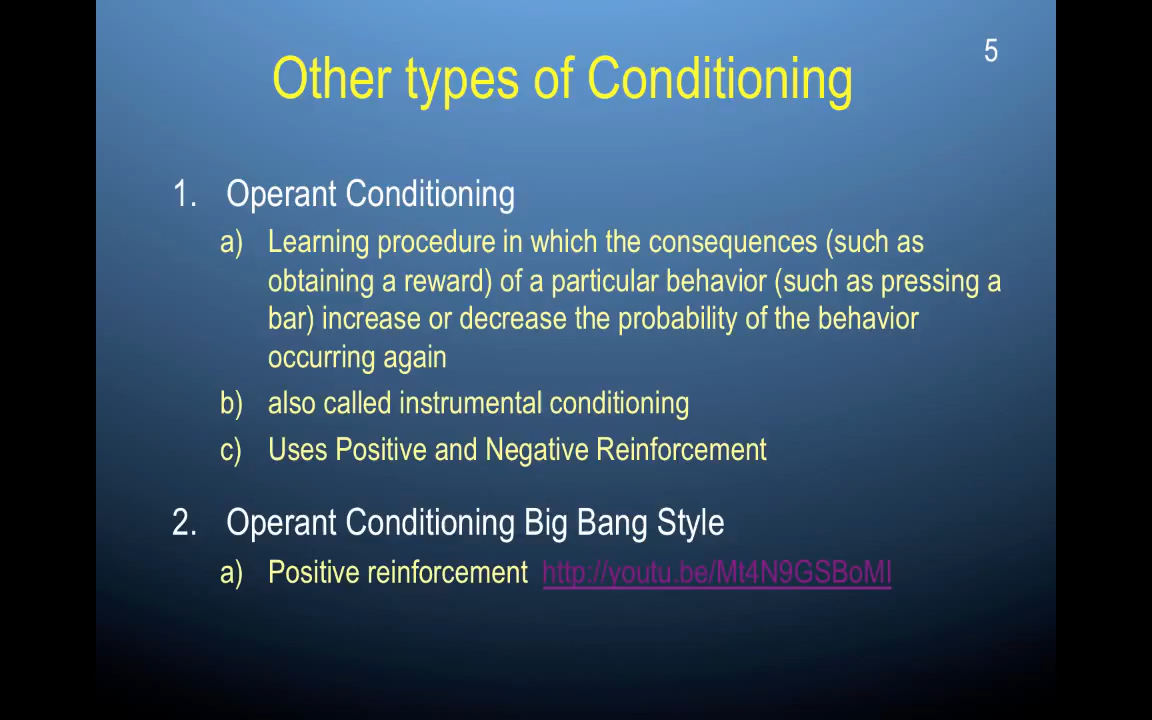 5
Other types of Conditioning
1. Operant Conditioning
a) Learning procedure in which the consequences (such as
obtaining a reward) of a particular behavior (such as pressing a
bar) increase or decrease the probability of the behavior
occurring again
b) also called instrumental conditioning
c) Uses Positive and Negative Reinforcement
2. Operant Conditioning Big Bang Style
a) Positive reinforcement http://youtu.be/Mt4N9GSBoMI